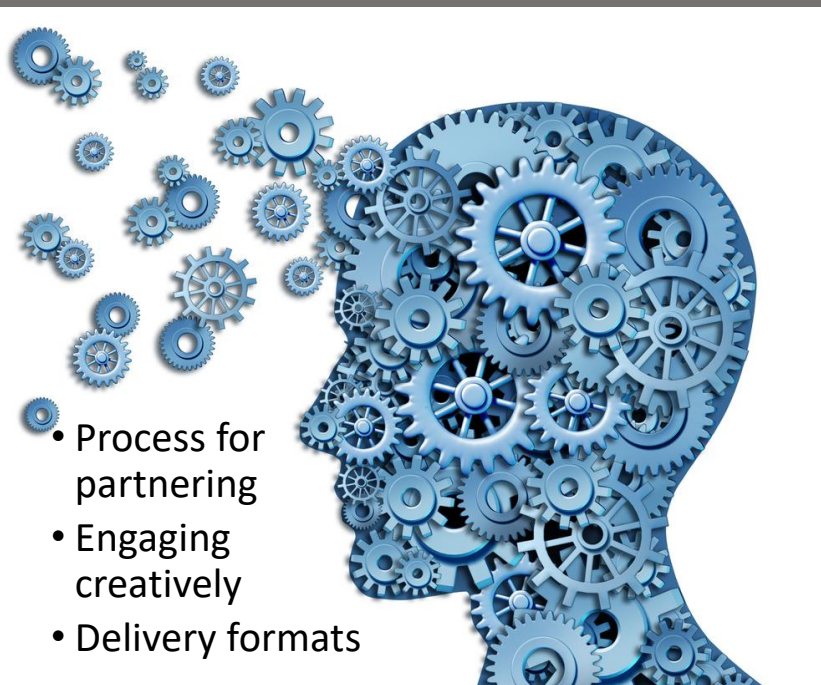 • Process for
partnering
• Engaging
creatively
• Delivery formats